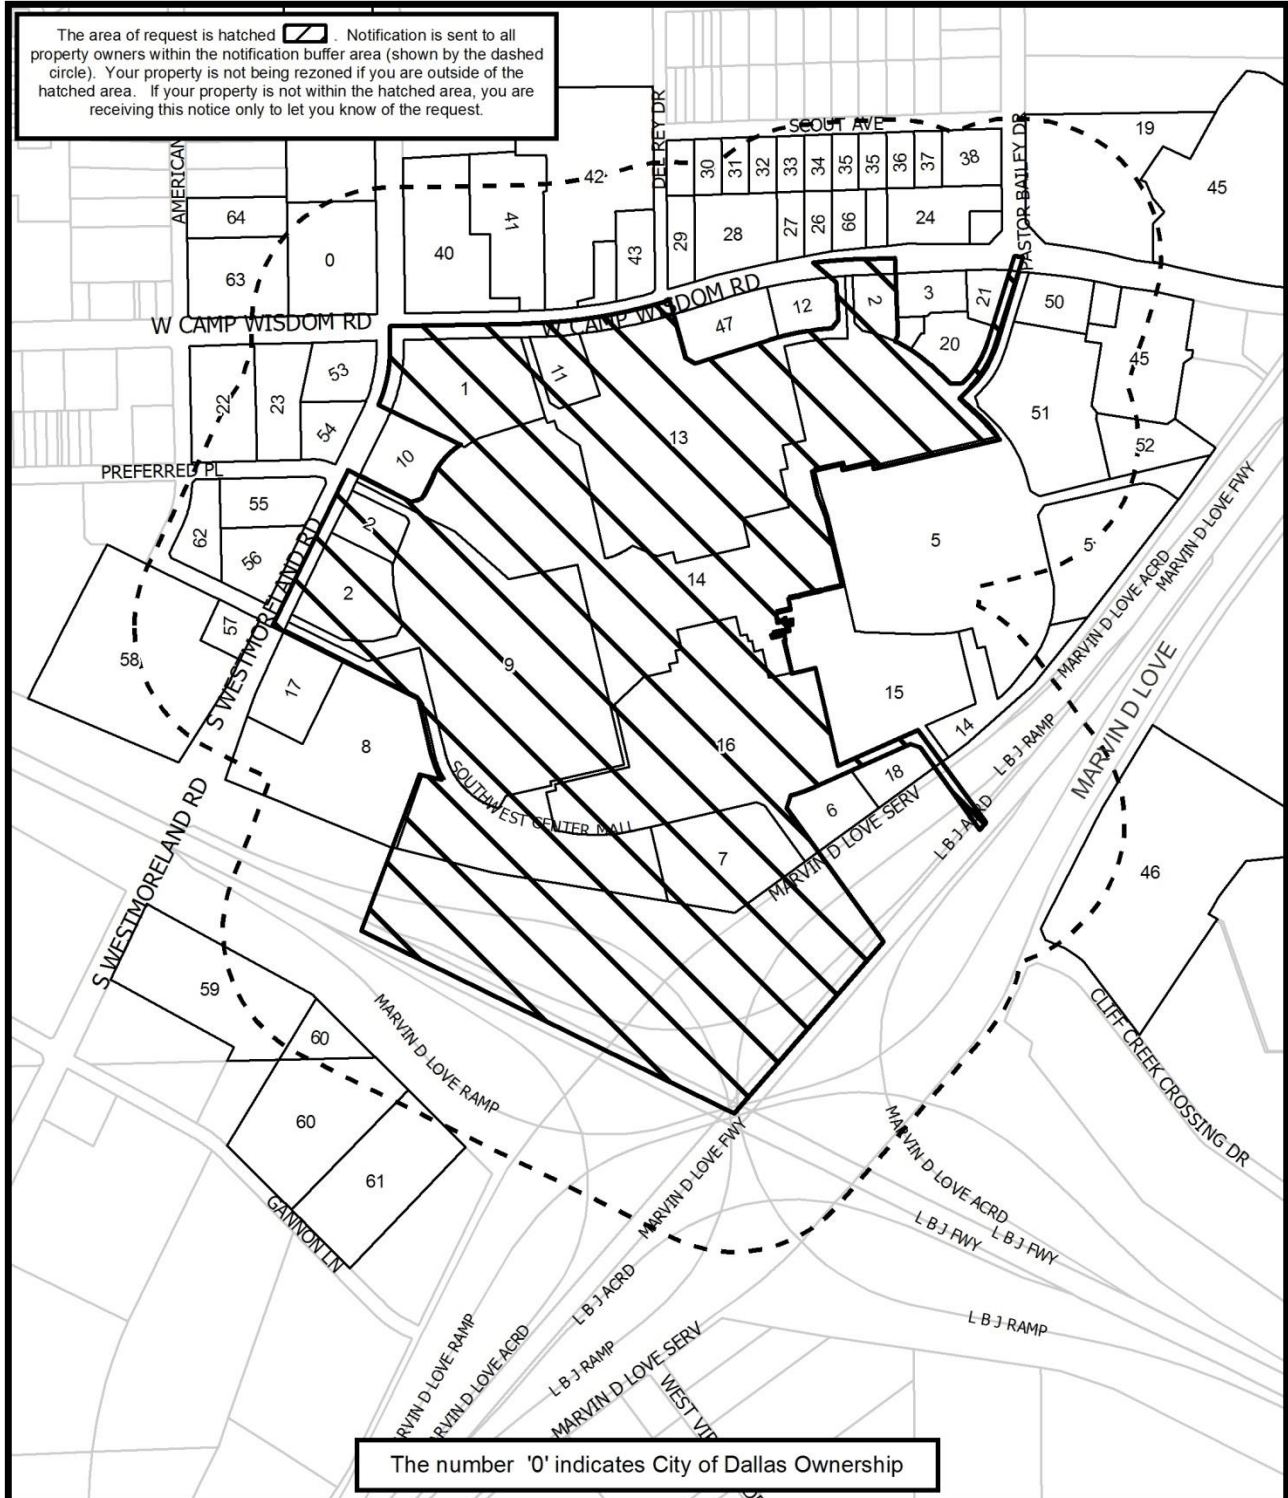 The area of request is hatched . Notification is sent to all
property owners within the notification buffer area (shown by the dashed
circle). Your property is not being rezoned if you are outside of the
hatched area. If your property is not within the hatched area, you are
receiving this notice only to let you know of the request.
AMERICAN
DEL REY DR
SCOUT AVE
PASTOR BAILEY DR
19
45
42
30
31
32
33
34
35
35
36
37
38
64
63
0
40
41
43
29
28
27
26
66
24
W CAMP WISDOM RD
W CAMP WISDOM RD
47
12
2
3
21
20
50
45
22
23
53
54
1
11
13
51
52
10
PREFERRED PL
55
62
56
2
2
14
5
5
MARVIN D LOVE FWY
MARVIN D LOVE ACRD
57
58
S WESTMORELAND RD
17
9
15
14
8
16
L B J RAMP
MARVIN D LOVE
SOUTHWEST CENTER MALL
7
6
18
MARVIN D LOVE SERV
L B J ACRD
46
S WESTMORELAND RD
59
60
60
61
MARVIN D LOVE RAMP
CLIFF CREEK CROSSING DR
GANNON LN
MARVIN D LOVE FWY
MARVIN D LOVE ACRD
L B J FWY
L B J FWY
L B J RAMP
L B J ACRD
L B J RAMP
MARVIN D LOVE SERV
RVIN D LOVE RAMP
RVIN D LOVE ACRD
WEST VIR
The number '0' indicates City of Dallas Ownership